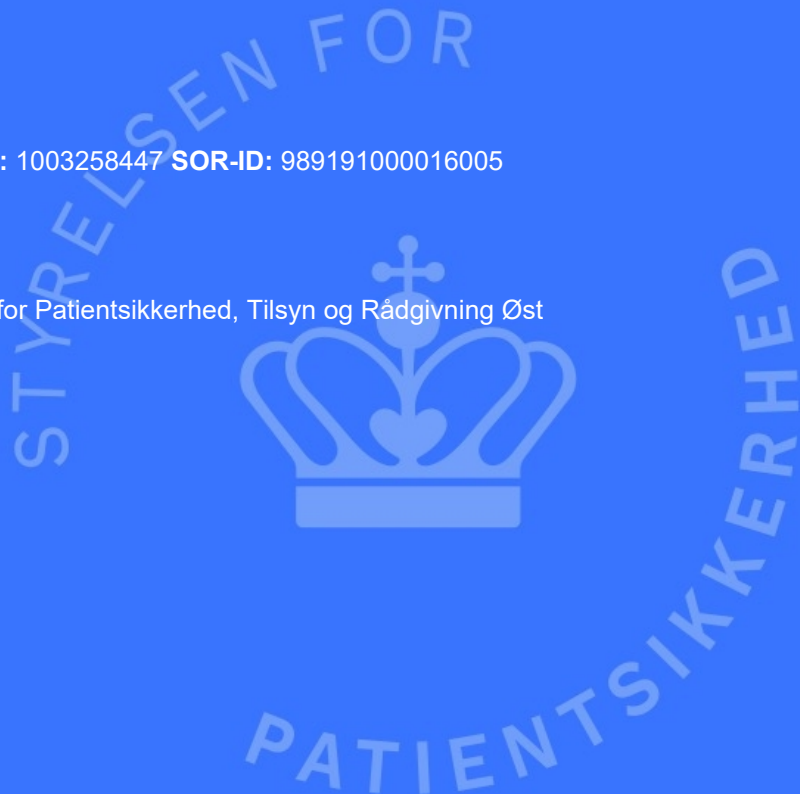 STYRELSEN FOR
: 1003258447 SOR-ID: 989191000016005
for Patientsikkerhed, Tilsyn og Rådgivning Øst
PATIENTSIKKERHED